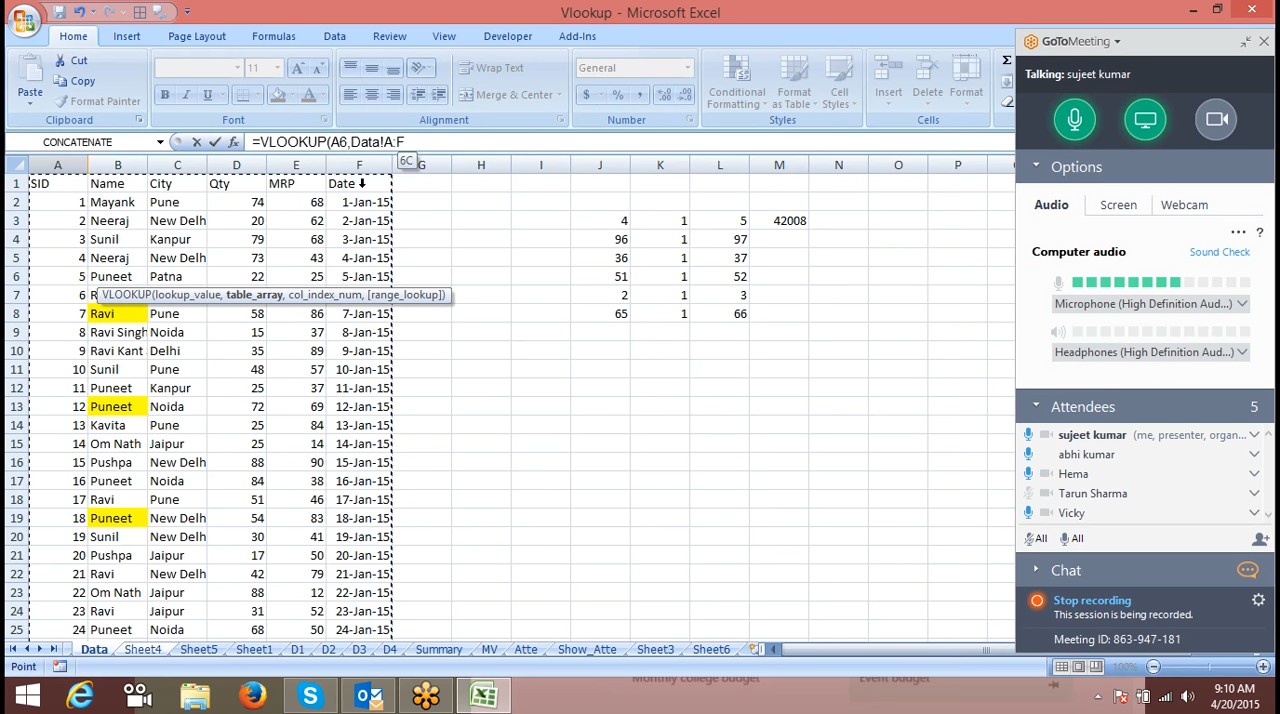 Vlookup - Microsoft Excel
Home Insert Page Layout Formulas Data Review View Developer Add-Ins
GoToMeeting
Talking: sujeet kumar
Paste
Cut
Copy
Format Painter
Clipboard
11 A A
B I U
Font
Wrap Text
Merge & Center
Alignment
General
$ % ,
Number
Conditional Formatting
Format as Table
Cell Styles
Styles
Insert Delete Format
Cells
Σ
CONCATENATE =VLOOKUP(A6,Data!A:F
6C
A B C D E F G H I J K L M N O P
1 SID Name City Qty MRP Date
2 1 Mayank Pune 74 68 1-Jan-15
3 2 Neeraj New Delh 20 62 2-Jan-15 4 1 5 42008
4 3 Sunil Kanpur 79 68 3-Jan-15 96 1 97
5 4 Neeraj New Delh 73 43 4-Jan-15 36 1 37
6 5 Puneet Patna 22 25 5-Jan-15 51 1 52
7 6 R 2 1 3
VLOOKUP(lookup_value, table_array, col_index_num, [range_lookup])
8 7 Ravi Pune 58 86 7-Jan-15 65 1 66
9 8 Ravi Singh Noida 15 37 8-Jan-15
10 9 Ravi Kant Delhi 35 89 9-Jan-15
11 10 Sunil Pune 48 57 10-Jan-15
12 11 Puneet Kanpur 25 37 11-Jan-15
13 12 Puneet Noida 72 69 12-Jan-15
14 13 Kavita Pune 25 84 13-Jan-15
15 14 Om Nath Jaipur 25 14 14-Jan-15
16 15 Pushpa New Delh 88 90 15-Jan-15
17 16 Puneet Noida 84 38 16-Jan-15
18 17 Ravi Pune 51 46 17-Jan-15
19 18 Puneet New Delh 54 83 18-Jan-15
20 19 Sunil New Delh 30 41 19-Jan-15
21 20 Pushpa Jaipur 17 50 20-Jan-15
22 21 Ravi New Delh 42 79 21-Jan-15
23 22 Om Nath Jaipur 88 12 22-Jan-15
24 23 Ravi Jaipur 31 52 23-Jan-15
25 24 Puneet Noida 68 50 24-Jan-15
Data Sheet4 Sheet5 Sheet1 D1 D2 D3 D4 Summary MV Atte Show_Atte Sheet3 Sheet6
Point
100%
Options
Audio Screen Webcam
... ?
Computer audio Sound Check
Microphone (High Definition Aud...)
Headphones (High Definition Aud...)
Attendees 5
sujeet kumar (me, presenter, organ...
abhi kumar
Hema
Tarun Sharma
Vicky
All All
Chat
Stop recording
This session is being recorded.
Meeting ID: 863-947-181
Monthly college budget
Event budget
9:10 AM
4/20/2015